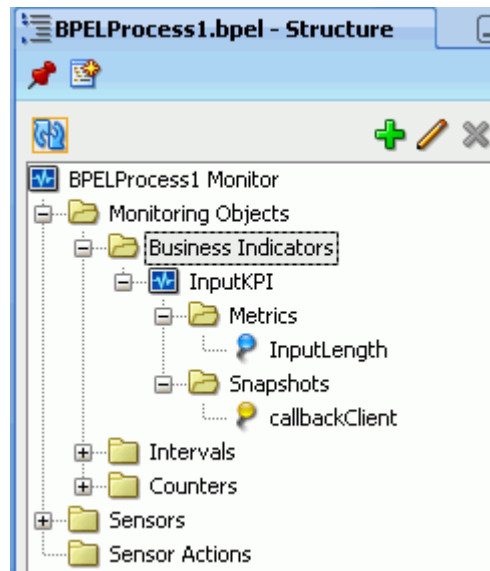 BPELProcess1.bpel - Structure
BPELProcess1 Monitor
Monitoring Objects
Business Indicators
InputKPI
Metrics
InputLength
Snapshots
callbackClient
Intervals
Counters
Sensors
Sensor Actions